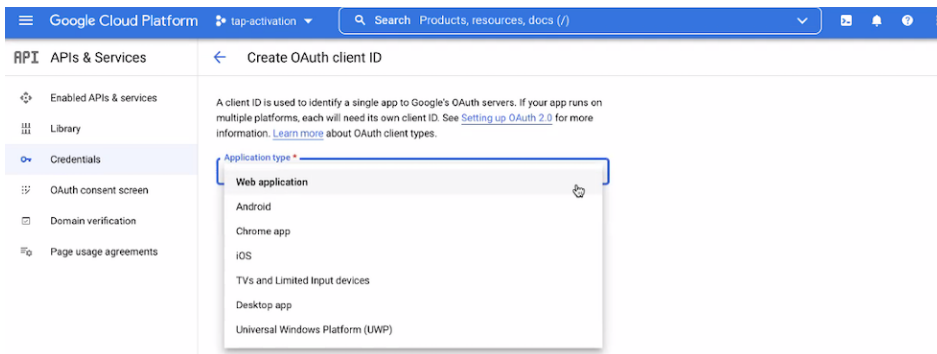 Google Cloud Platform
tap-activation
Search Products, resources, docs (/)
API APIs & Services
Create OAuth client ID
Enabled APIs & services
Library
Credentials
OAuth consent screen
Domain verification
Page usage agreements
A client ID is used to identify a single app to Google's OAuth servers. If your app runs on
multiple platforms, each will need its own client ID. See Setting up OAuth 2.0 for more
information. Learn more about OAuth client types.
Application type *
Web application
Android
Chrome app
iOS
TVs and Limited Input devices
Desktop app
Universal Windows Platform (UWP)